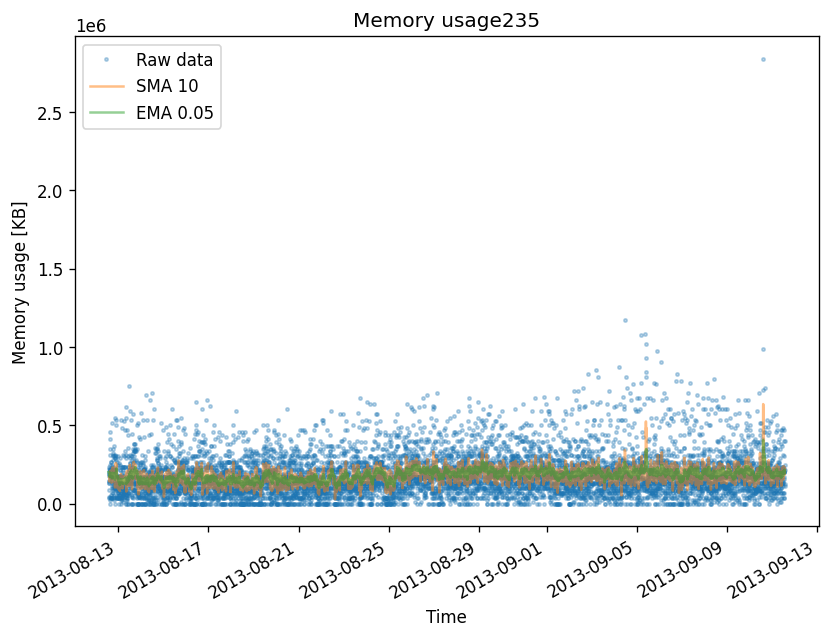 Memory usage235
1e6
Raw data
SMA 10
EMA 0.05
2.5
2.0
1.5
1.0
0.5
0.0
Memory usage [KB]
2013-08-13
2013-08-17
2013-08-21
2013-08-25
2013-08-29
2013-09-01
2013-09-05
2013-09-09
2013-09-13
Time